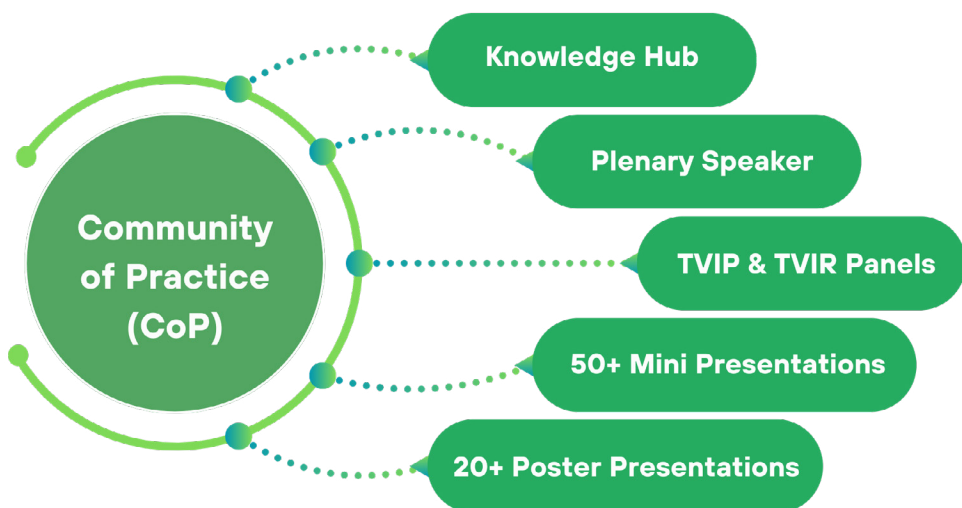 Community
of Practice
(CoP)
Knowledge Hub
Plenary Speaker
TVIP & TVIR Panels
50+ Mini Presentations
20+ Poster Presentations